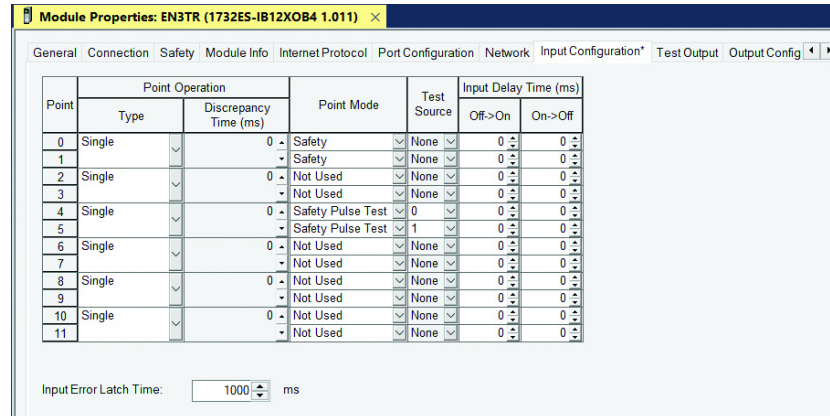 Module Properties: EN3TR (1732ES-IB12XOB4 1.011) ×
General Connection Safety Module Info Internet Protocol Port Configuration Network Input Configuration* Test Output Output Config
Point Point Operation Point Mode Test Source Input Delay Time (ms)
Type Discrepancy Time (ms) Off->On On->Off
0 Single 0 Safety None 0 0
1 Safety None 0 0
2 Single 0 Not Used None 0 0
3 Not Used None 0 0
4 Single 0 Safety Pulse Test 0 0 0
5 Safety Pulse Test 1 0 0
6 Single 0 Not Used None 0 0
7 Not Used None 0 0
8 Single 0 Not Used None 0 0
9 Not Used None 0 0
10 Single 0 Not Used None 0 0
11 Not Used None 0 0
Input Error Latch Time: 1000 ms